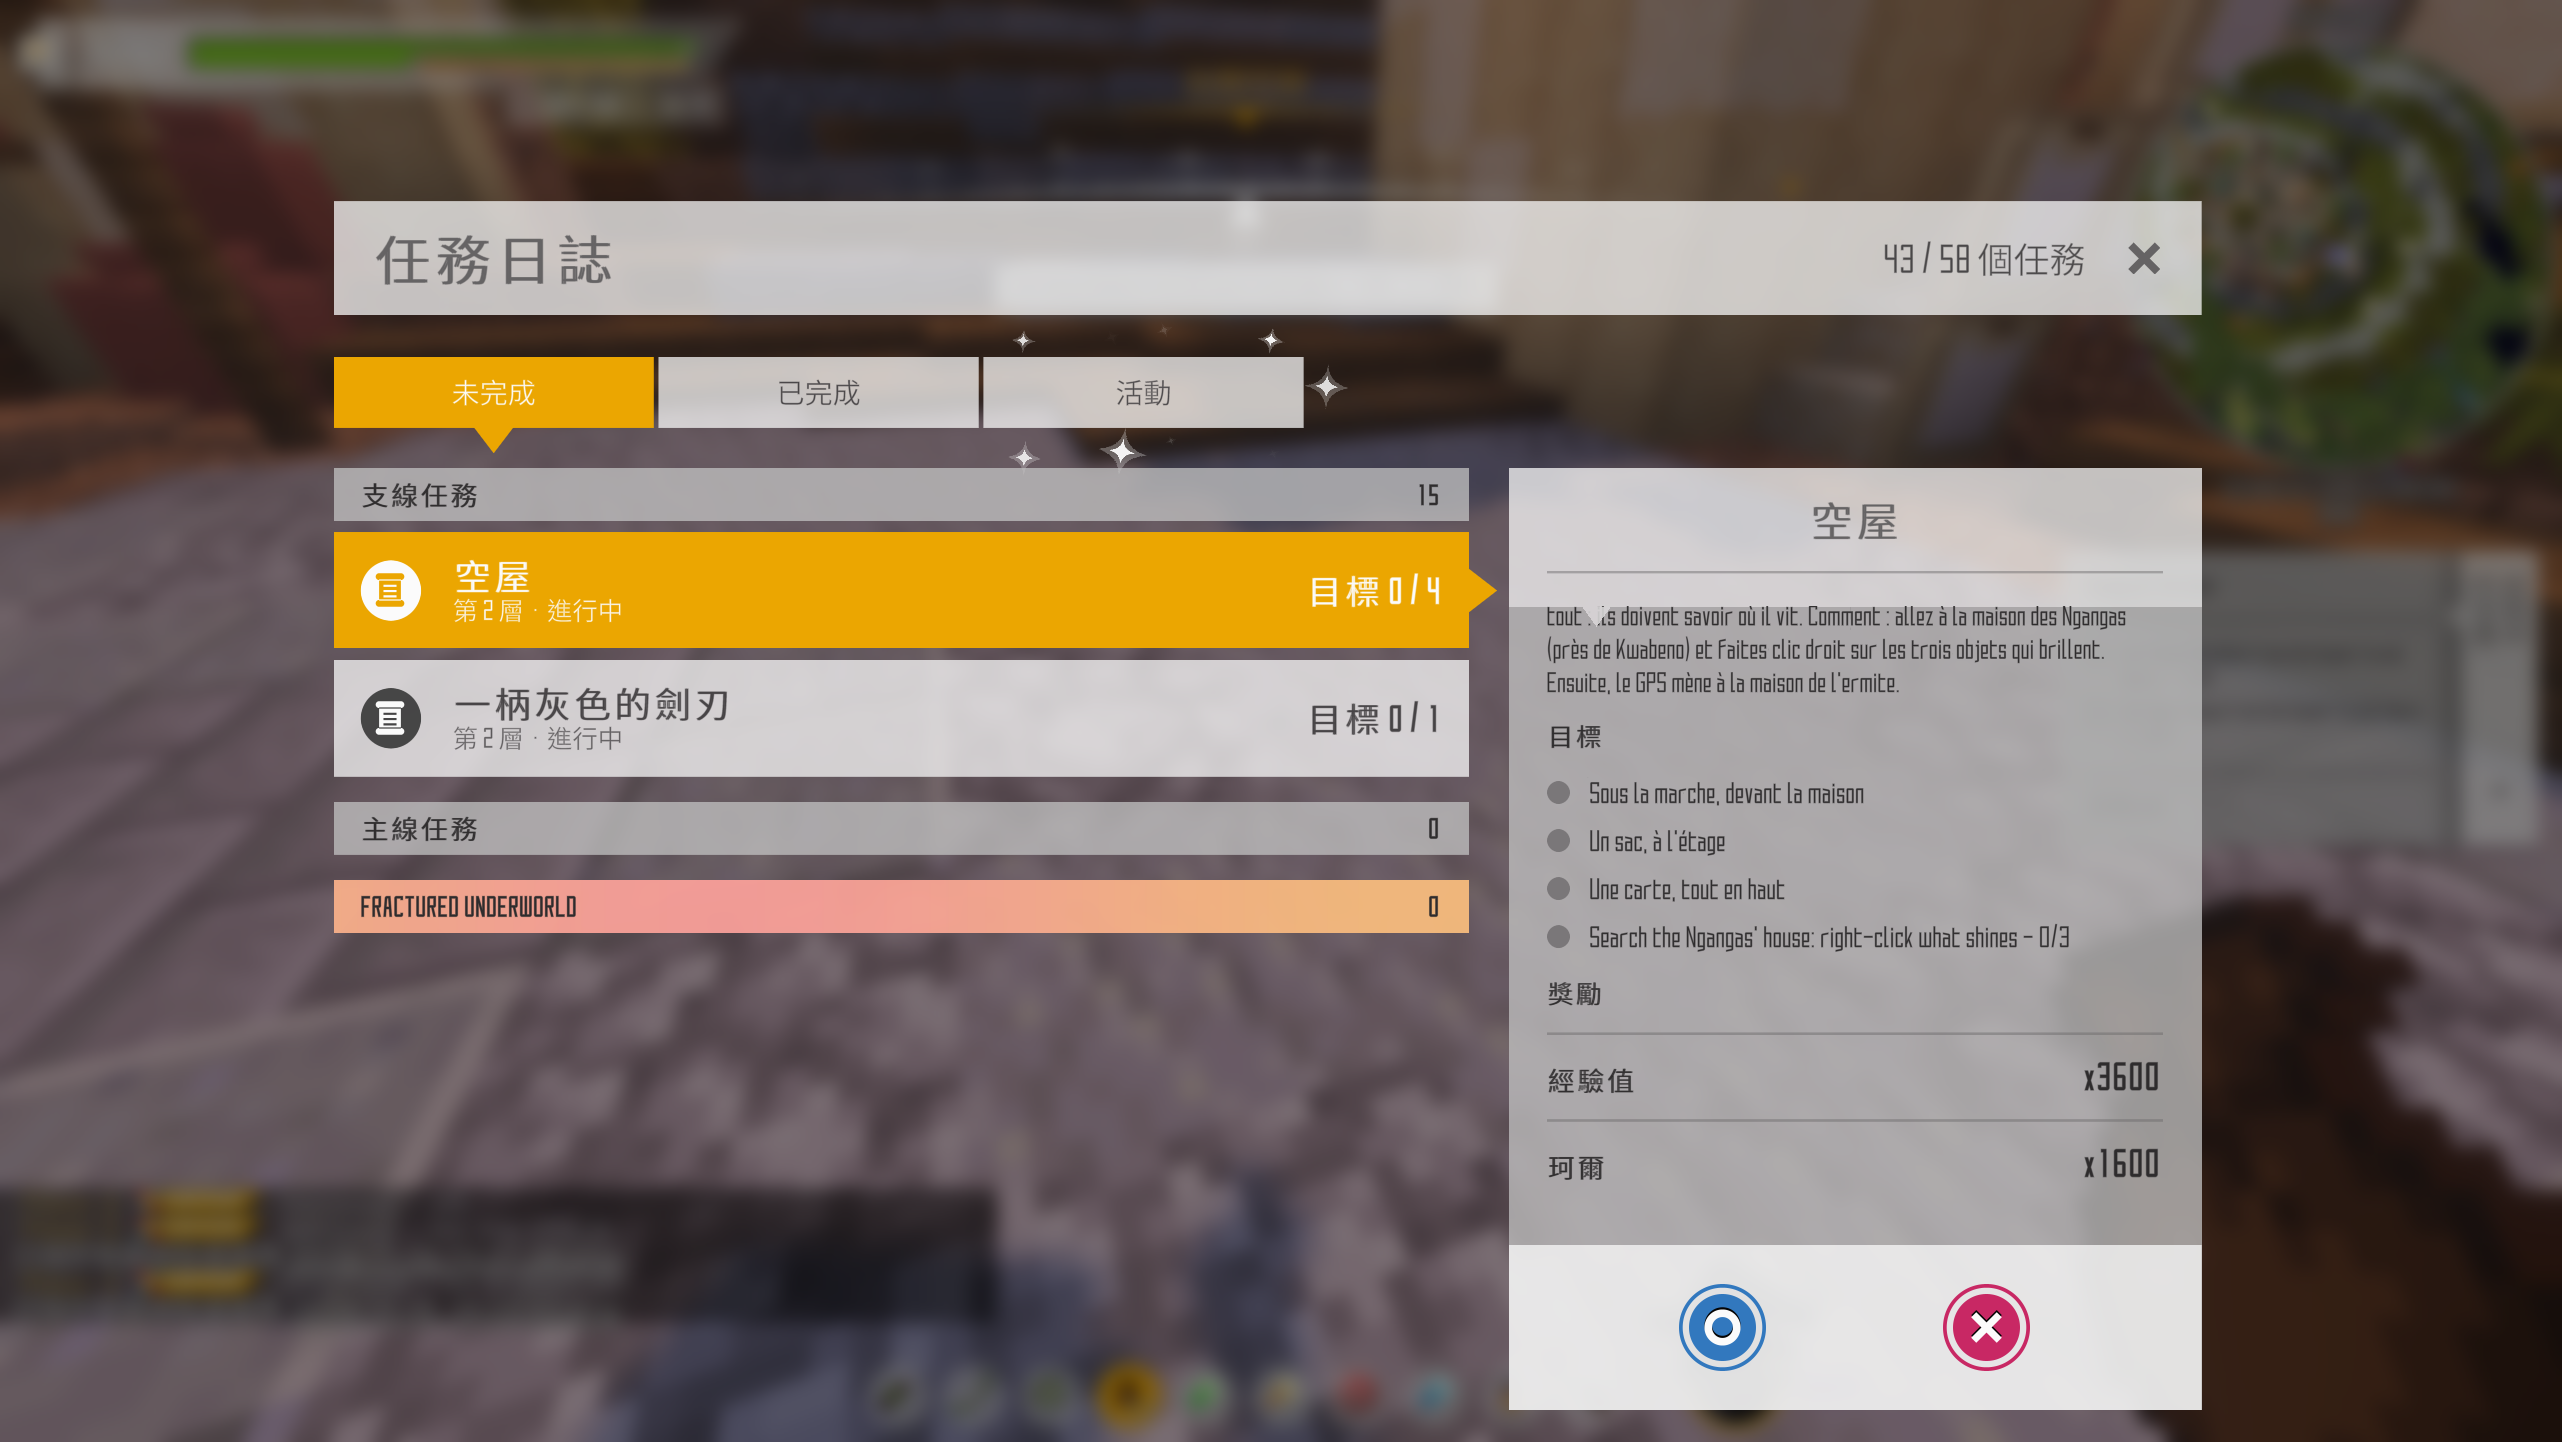 任務日誌
43 / 58 個任務
未完成
已完成
活動
支線任務
15
空屋
第 2 層 · 進行中
目標 0 / 4
一柄灰色的劍刃
第 2 層 · 進行中
目標 0 / 1
主線任務
0
FRACTURED UNDERWORLD
0
空屋
tout : ils doivent savoir où il vit. Comment : allez à la maison des Ngangas
(près de Kwabeno) et faites clic droit sur les trois objets qui brillent.
Ensuite, le GPS mène à la maison de l'ermite.
目標
Sous la marche, devant la maison
Un sac, à l'étage
Une carte, tout en haut
Search the Ngangas' house: right-click what shines - 0/3
獎勵
經驗值
x3600
珂爾
x1600